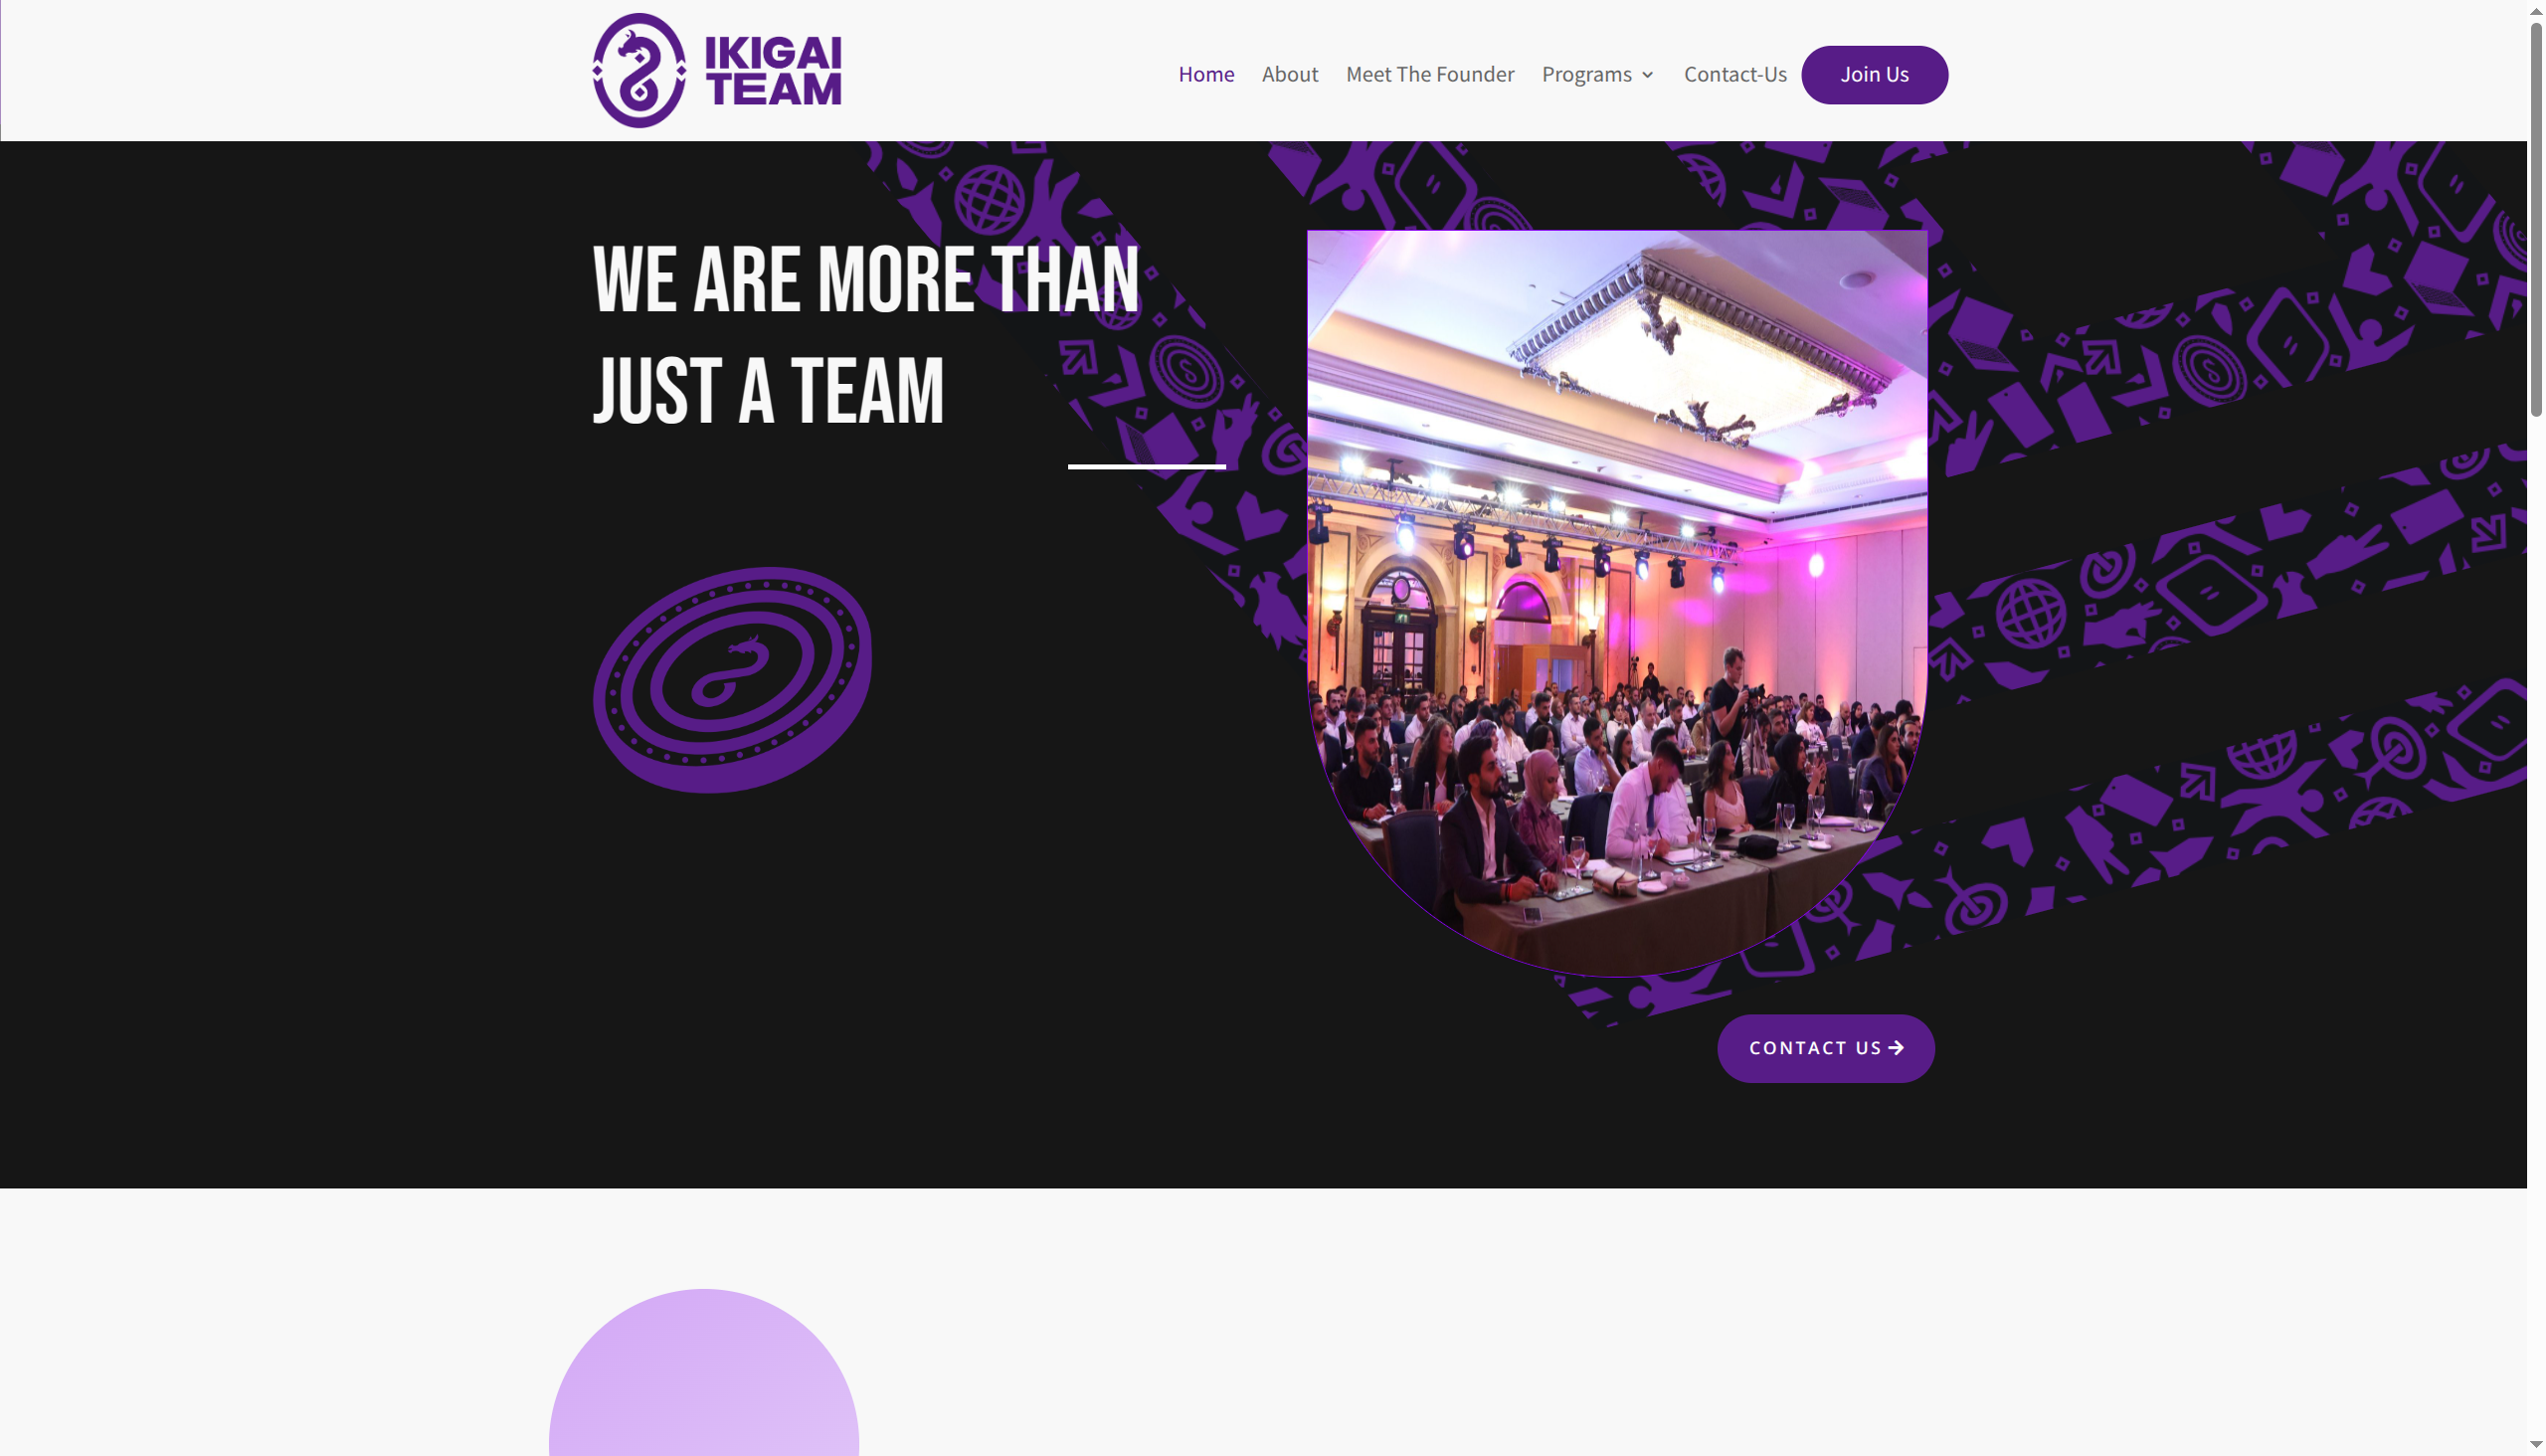 IKIGAI
TEAM
Home About Meet The Founder Programs Contact-Us Join Us
WE ARE MORE THAN
JUST A TEAM
CONTACT US